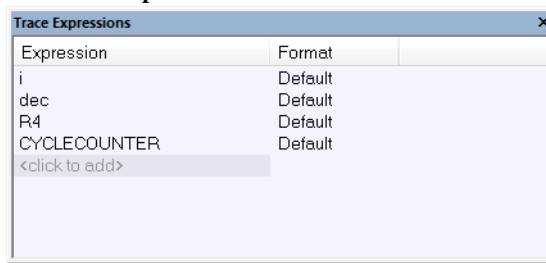 Trace Expressions ×
Expression Format
i Default
dec Default
R4 Default
CYCLECOUNTER Default
<click to add>